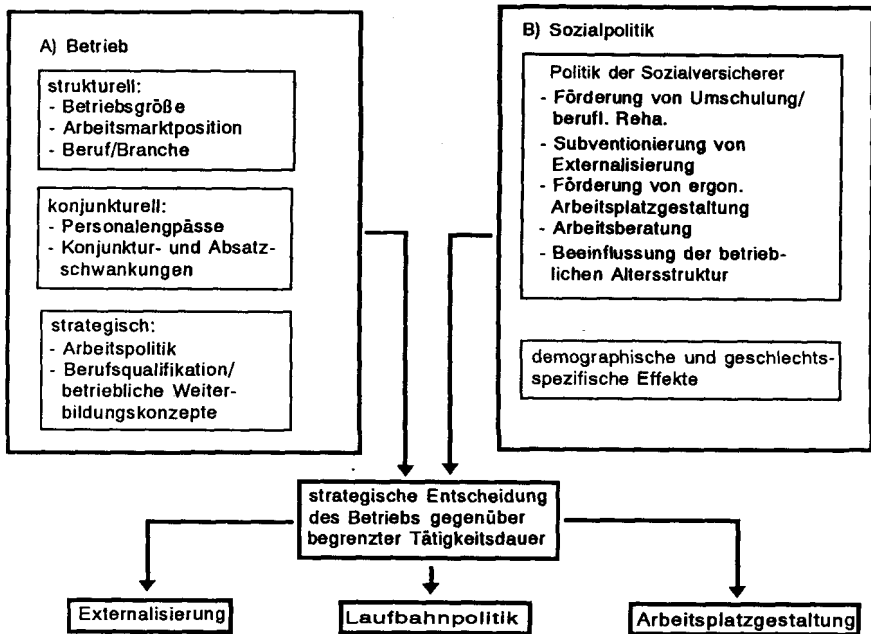 A) Betrieb
strukturell:
- Betriebsgröße
- Arbeitsmarktposition
- Beruf/Branche
konjunkturell:
- Personalengpässe
- Konjunktur- und Absatz-
schwankungen
strategisch:
- Arbeitspolitik
- Berufsqualifikation/
betriebliche Weiter-
bildungskonzepte
B) Sozialpolitik
Politik der Sozialversicherer
- Förderung von Umschulung/
berufl. Reha.
- Subventionierung von
Externalisierung
- Förderung von ergon.
Arbeitsplatzgestaltung
- Arbeitsberatung
- Beeinflussung der betrieb-
lichen Altersstruktur
demographische und geschlechts-
spezifische Effekte
strategische Entscheidung
des Betriebs gegenüber
begrenzter Tätigkeitsdauer
Externalisierung
Laufbahnpolitik
Arbeitsplatzgestaltung